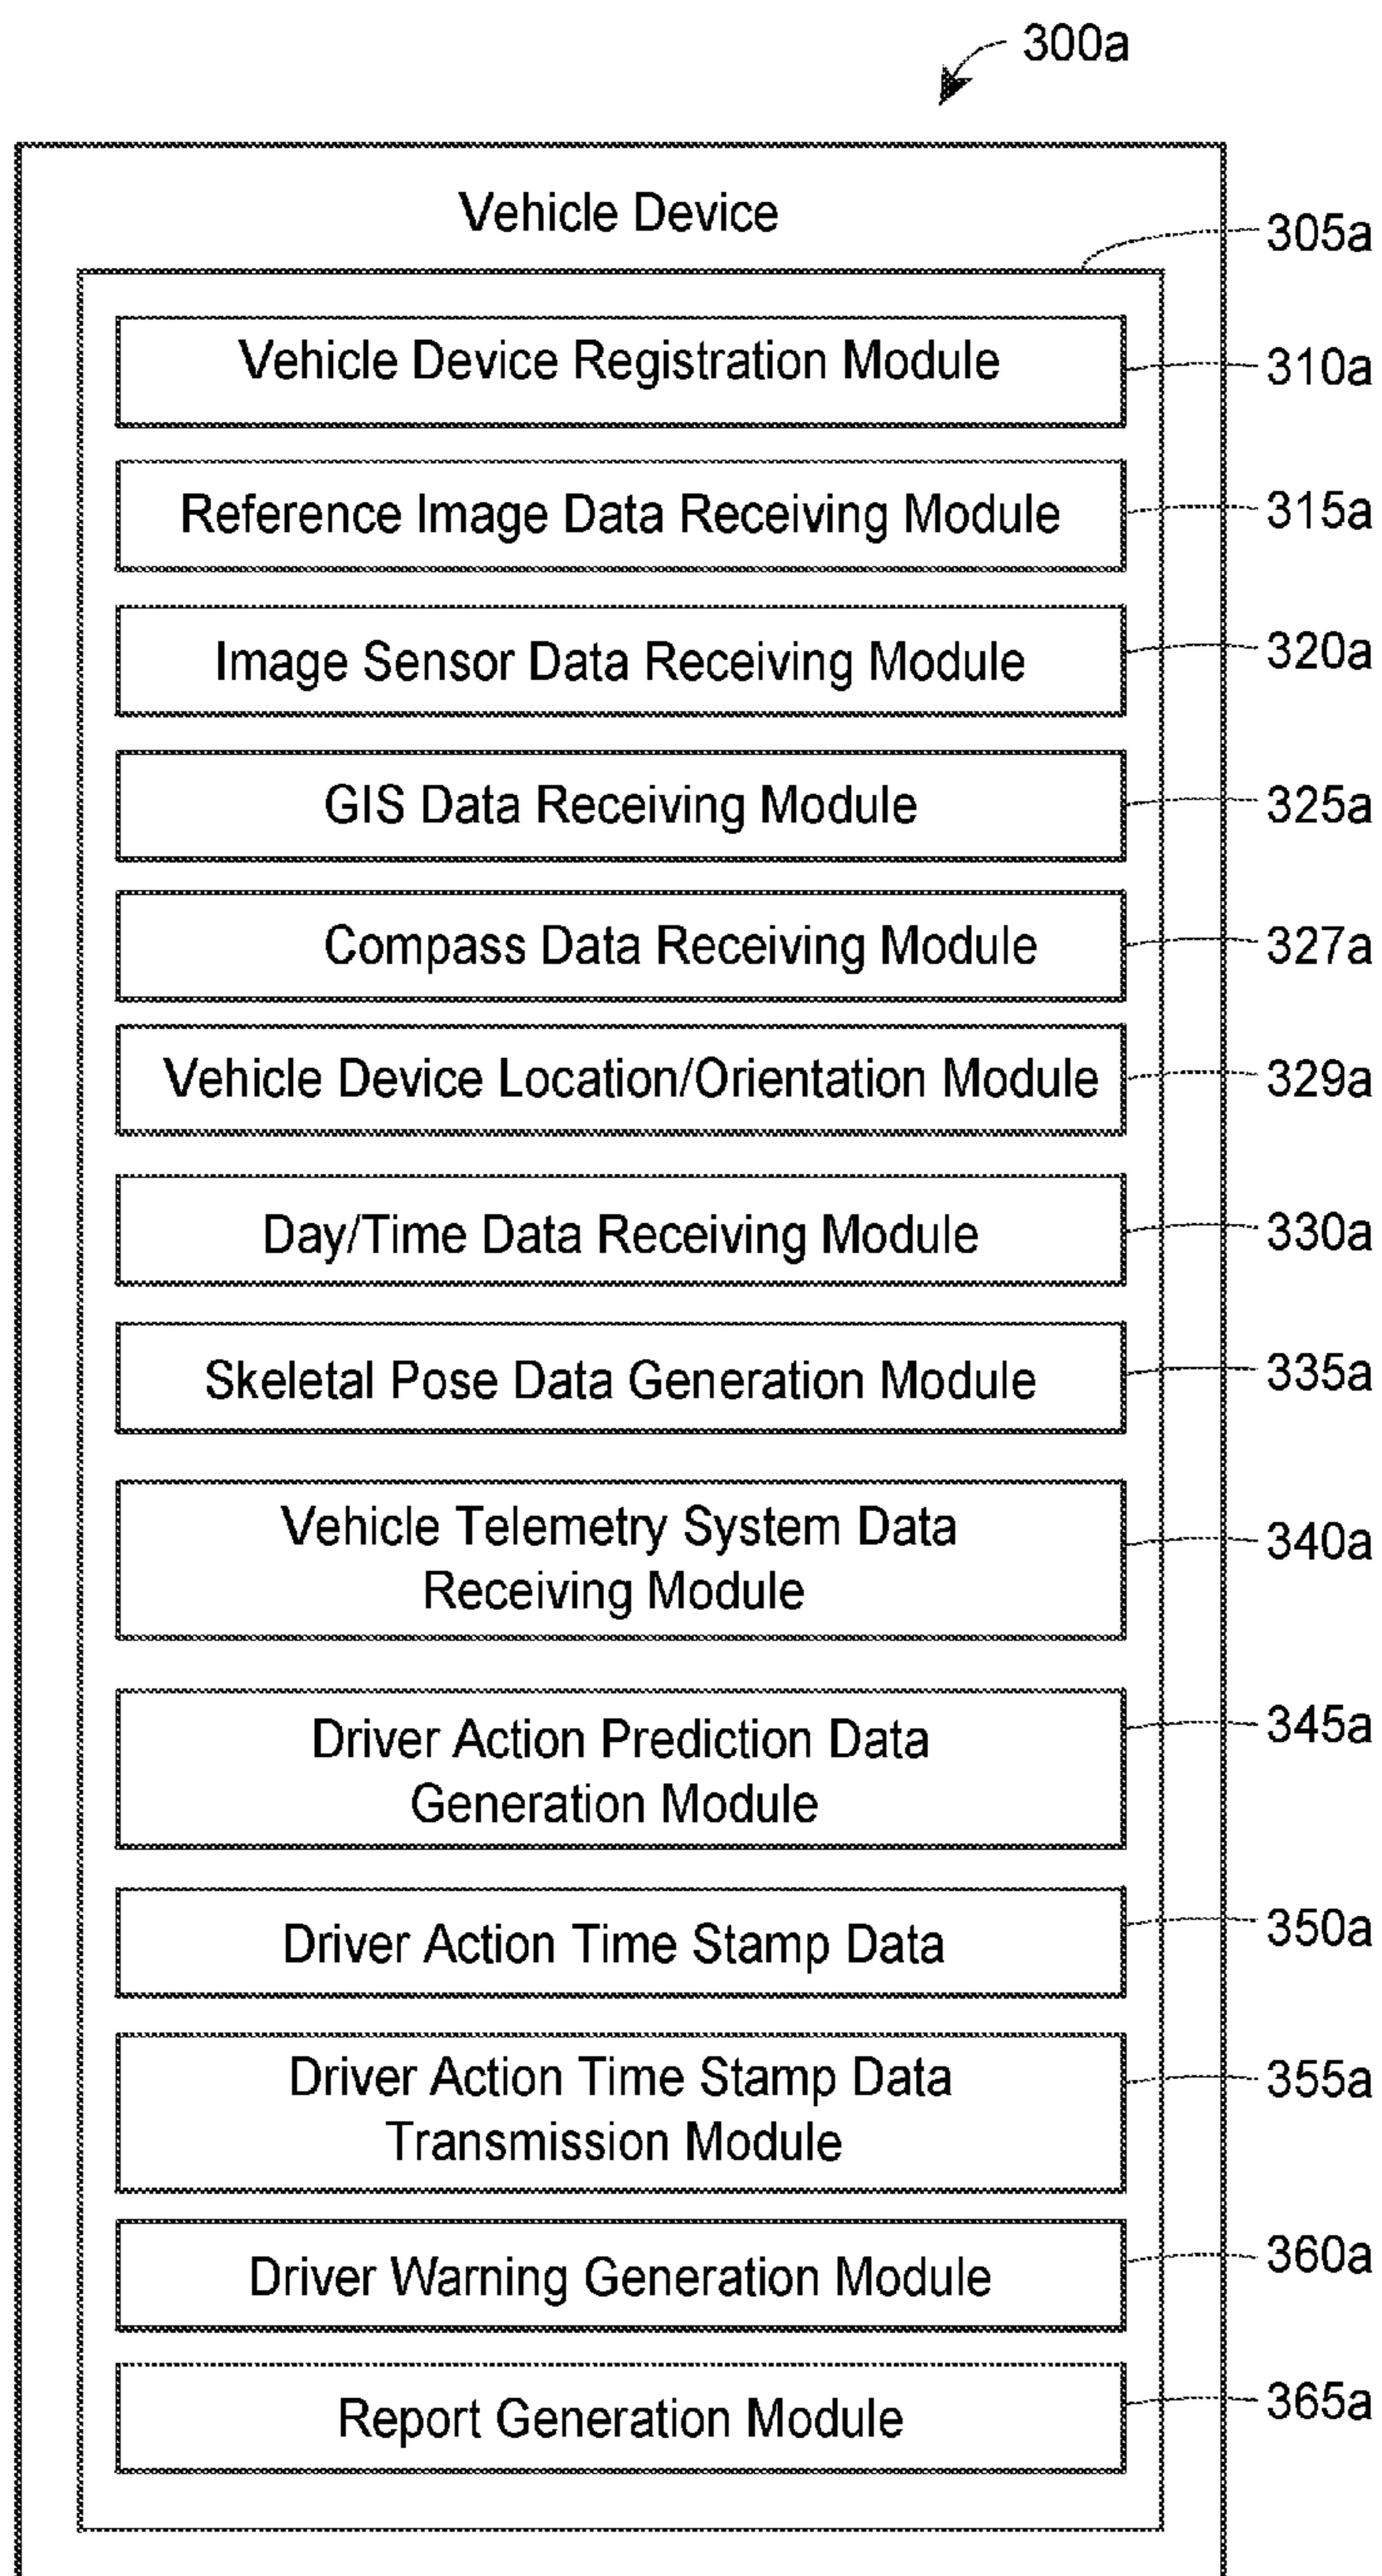 300a
Vehicle Device
305a
Vehicle Device Registration Module
310a
Reference Image Data Receiving Module
315a
Image Sensor Data Receiving Module
320a
GIS Data Receiving Module
325a
Compass Data Receiving Module
327a
Vehicle Device Location/Orientation Module
329a
Day/Time Data Receiving Module
330a
Skeletal Pose Data Generation Module
335a
Vehicle Telemetry System Data
Receiving Module
340a
Driver Action Prediction Data
Generation Module
345a
Driver Action Time Stamp Data
350a
Driver Action Time Stamp Data
Transmission Module
355a
Driver Warning Generation Module
360a
Report Generation Module
365a